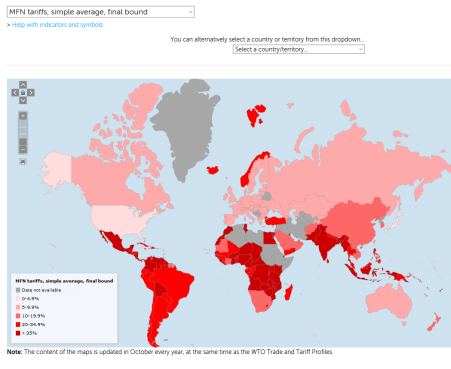 MFN tariffs, simple average, final bound
> Help with indicators and symbols
You can alternatively select a country or territory from this dropdown...
Select a country/territory...
MFN tariffs, simple average, final bound
Data not available
0-4.9%
5-9.9%
10-19.9%
20-34.9%
> 35%
Note: The content of the maps is updated in October every year, at the same time as the WTO Trade and Tariff Profiles.